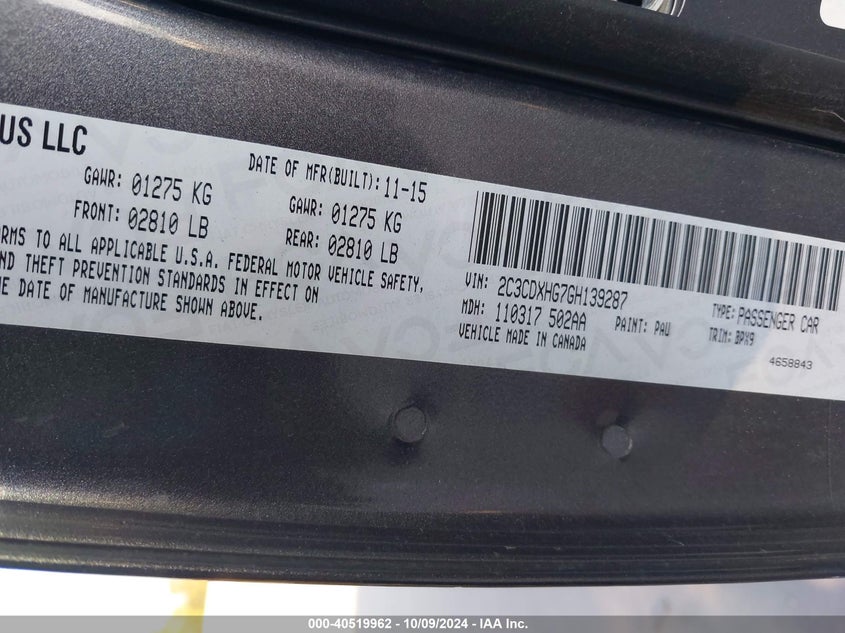 US LLC
DATE OF MFR(BUILT): 11-15
GAWR: 01275 KG
FRONT: 02810 LB
GAWR: 01275 KG
REAR: 02810 LB
RMS TO ALL APPLICABLE U.S.A. FEDERAL MOTOR VEHICLE SAFETY,
ND THEFT PREVENTION STANDARDS IN EFFECT ON
E DATE OF MANUFACTURE SHOWN ABOVE.
VIN: 2C3CDXHG7GH139287
TYPE: PASSENGER CAR
MDH: 110317 502AA
PAINT: PAU
TRIM: BPX9
VEHICLE MADE IN CANADA
4658843
000-40519962 - 10/09/2024 - IAA Inc.